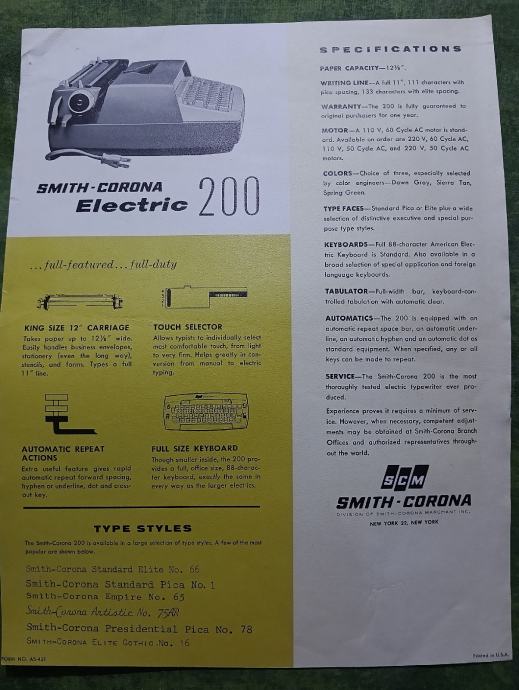 SMITH-CORONA
Electric 200
...full-featured...full-duty
KING SIZE 12" CARRIAGE
Takes paper up to 12⅛" wide.
Easily handles business envelopes,
stationery (even the long way),
stencils, and forms. Types a full
11" line.
TOUCH SELECTOR
Allows typists to individually select
most comfortable touch, from light
to very firm. Helps greatly in con-
version from manual to electric
typing.
AUTOMATIC REPEAT
ACTIONS
Extra useful feature gives rapid
automatic repeat forward spacing,
hyphen or underline, dot and cross-
out key.
FULL SIZE KEYBOARD
Though smaller inside, the 200 pro-
vides a full, office size, 88-charac-
ter keyboard, exactly the same in
every way as the larger electrics.
TYPE STYLES
The Smith-Corona 200 is available in a large selection of type styles. A few of the most
popular are shown below.
Smith-Corona Standard Elite No. 66
Smith-Corona Standard Pica No. 1
Smith-Corona Empire No. 65
Smith-Corona Artistic No. 75AR
Smith-Corona Presidential Pica No. 78
SMITH-CORONA ELITE GOTHIC No. 16
FORM NO. AS-421
SPECIFICATIONS
PAPER CAPACITY—12⅛".
WRITING LINE—A full 11", 111 characters with
pica spacing, 133 characters with elite spacing.
WARRANTY—The 200 is fully guaranteed to
original purchasers for one year.
MOTOR—A 110 V, 60 Cycle AC motor is stand-
ard. Available on order are 220 V, 60 Cycle AC,
110 V, 50 Cycle AC, and 220 V, 50 Cycle AC
motors.
COLORS—Choice of three, especially selected
by color engineers—Dawn Gray, Sierra Tan,
Spring Green.
TYPE FACES—Standard Pica or Elite plus a wide
selection of distinctive executive and special pur-
pose type styles.
KEYBOARDS—Full 88-character American Elec-
tric Keyboard is Standard. Also available in a
broad selection of special application and foreign
language keyboards.
TABULATOR—Full-width bar, keyboard-con-
trolled tabulation with automatic clear.
AUTOMATICS—The 200 is equipped with an
automatic repeat space bar, an automatic under-
line, an automatic hyphen and an automatic dot as
standard equipment. When specified, any or all
keys can be made to repeat.
SERVICE—The Smith-Corona 200 is the most
thoroughly tested electric typewriter ever pro-
duced.
Experience proves it requires a minimum of serv-
ice. However, when necessary, competent adjust-
ments may be obtained at Smith-Corona Branch
Offices and authorized representatives through-
out the world.
SCM
SMITH-CORONA
DIVISION OF SMITH-CORONA MARCHANT INC.
NEW YORK 22, NEW YORK
Printed in U.S.A.